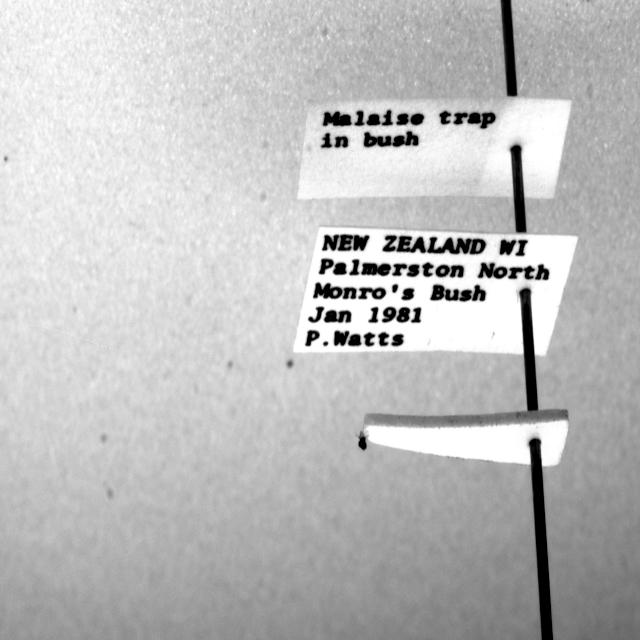 Malaise trap
in bush
NEW ZEALAND WI
Palmerston North
Monro's Bush
Jan 1981
P.Watts